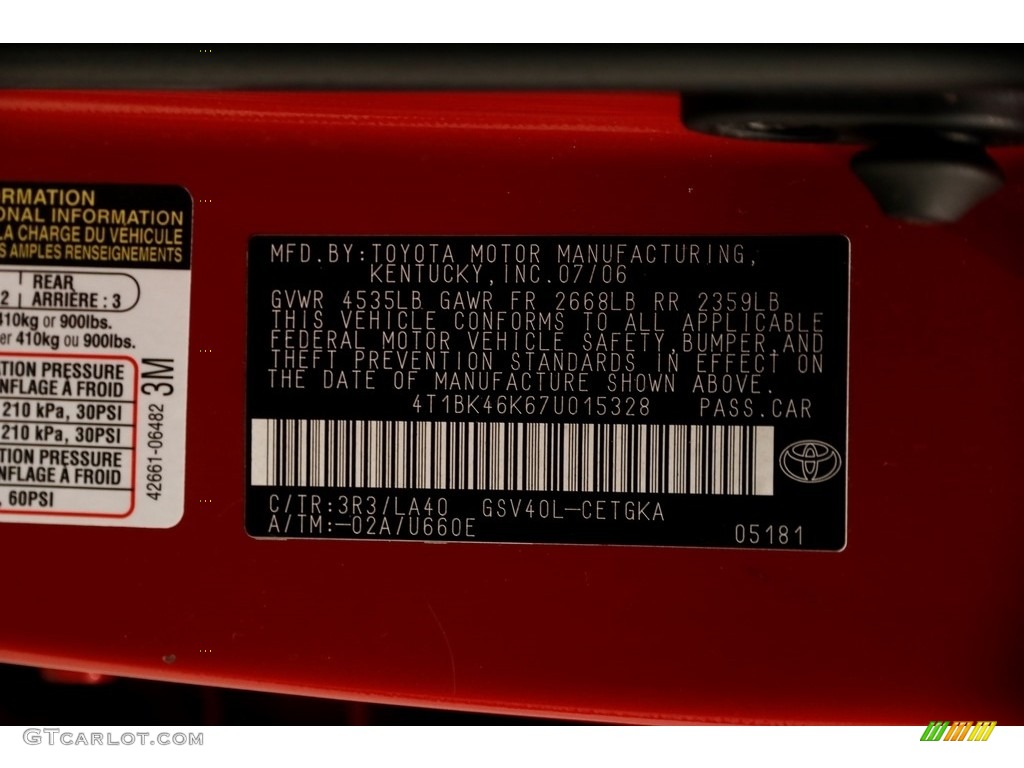 RMATION
ONAL INFORMATION
LA CHARGE DU VÉHICULE
S AMPLES RENSEIGNEMENTS
2 REAR
ARRIÈRE : 3
410kg or 900lbs.
er 410kg ou 900lbs.
TION PRESSURE
NFLAGE À FROID
210 kPa, 30PSI
210 kPa, 30PSI
TION PRESSURE
NFLAGE À FROID
, 60PSI
42661-06482 3M
MFD.BY:TOYOTA MOTOR MANUFACTURING,
KENTUCKY,INC.07/06
GVWR 4535LB GAWR FR 2668LB RR 2359LB
THIS VEHICLE CONFORMS TO ALL APPLICABLE
FEDERAL MOTOR VEHICLE SAFETY,BUMPER,AND
THEFT PREVENTION STANDARDS IN EFFECT ON
THE DATE OF MANUFACTURE SHOWN ABOVE.
4T1BK46K67U015328 PASS.CAR
C/TR:3R3/LA40 GSV40L-CETGKA
A/TM:-02A/U660E
05181
GTCARLOT.COM